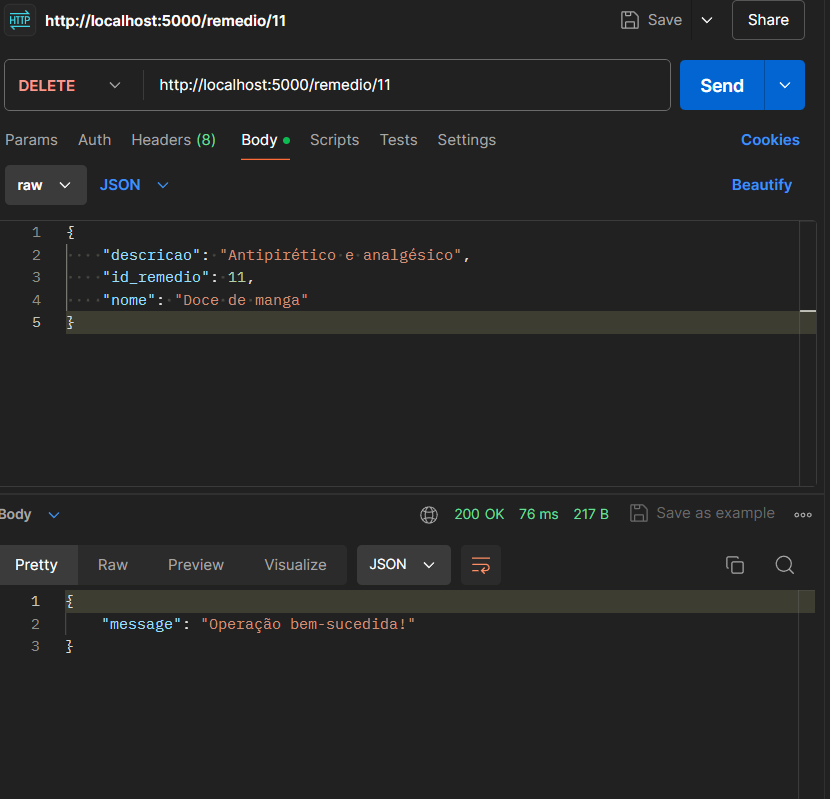 HTTP http://localhost:5000/remedio/11 Save Share
DELETE http://localhost:5000/remedio/11 Send
Params Auth Headers (8) Body Scripts Tests Settings Cookies
raw JSON Beautify
1 {
2 ····"descricao":·"Antipirético·e·analgésico",
3 ····"id_remedio":·11,
4 ····"nome":·"Doce·de·manga"
5 }
Body 200 OK 76 ms 217 B Save as example
Pretty Raw Preview Visualize JSON
1 {
2 "message": "Operação bem-sucedida!"
3 }